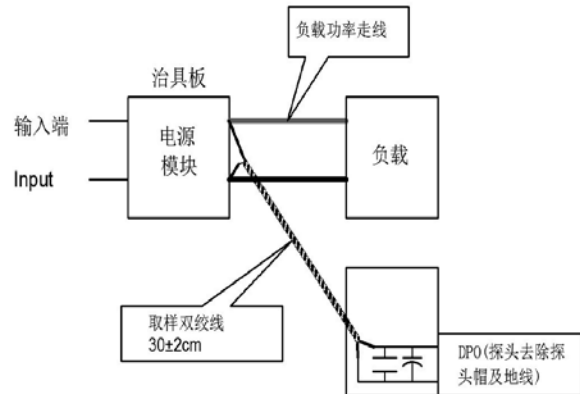 负载功率走线
治具板
输入端
Input
电源
模块
负载
取样双绞线
30±2cm
DPO(探头去除探
头帽及地线)